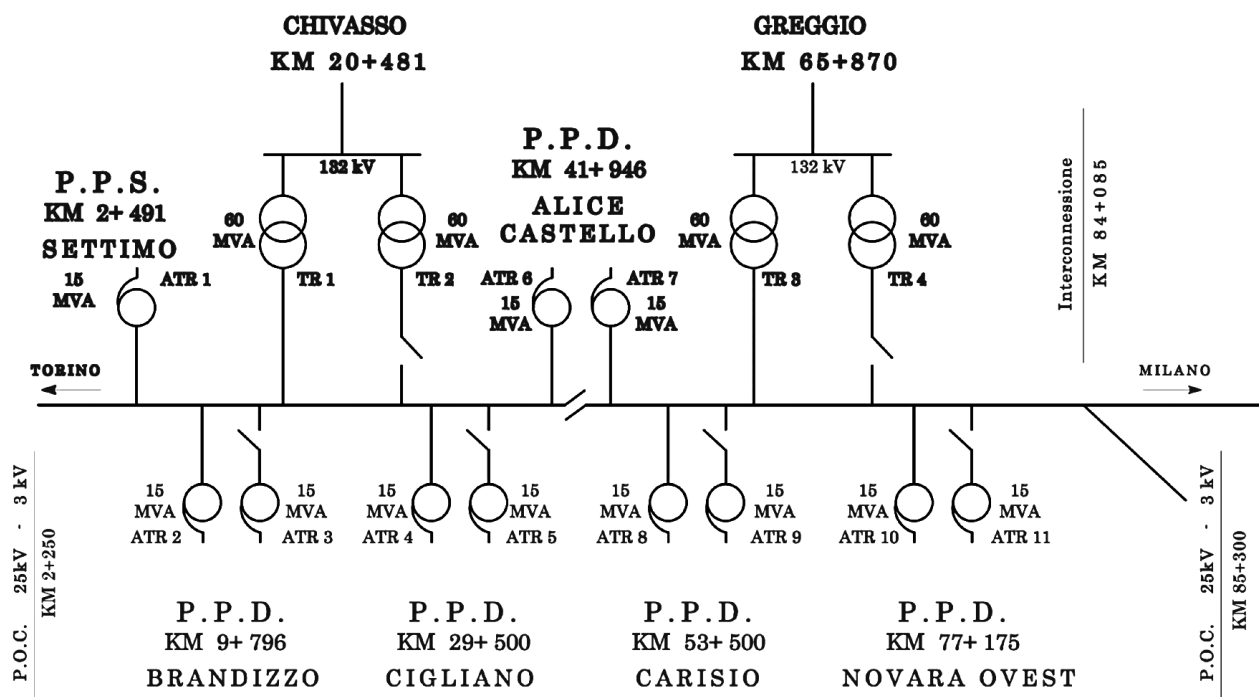 CHIVASSO
KM 20+481
GREGGIO
KM 65+870
132 kV
132 kV
P.P.S.
KM 2+ 491
SETTIMO
15
MVA
ATR 1
60
MVA
TR 1
60
MVA
TR 2
P.P.D.
KM 41+ 946
ALICE
CASTELLO
ATR 6
15
MVA
ATR 7
15
MVA
60
MVA
TR 3
60
MVA
TR 4
Interconnessione
KM 84+085
TORINO
MILANO
P.O.C. 25kV - 3 kV
KM 2+250
15
MVA
ATR 2
15
MVA
ATR 3
15
MVA
ATR 4
15
MVA
ATR 5
15
MVA
ATR 8
15
MVA
ATR 9
15
MVA
ATR 10
15
MVA
ATR 11
P.O.C. 25kV - 3 kV
KM 85+300
P.P.D.
KM 9+ 796
BRANDIZZO
P.P.D.
KM 29+ 500
CIGLIANO
P.P.D.
KM 53+ 500
CARISIO
P.P.D.
KM 77+ 175
NOVARA OVEST